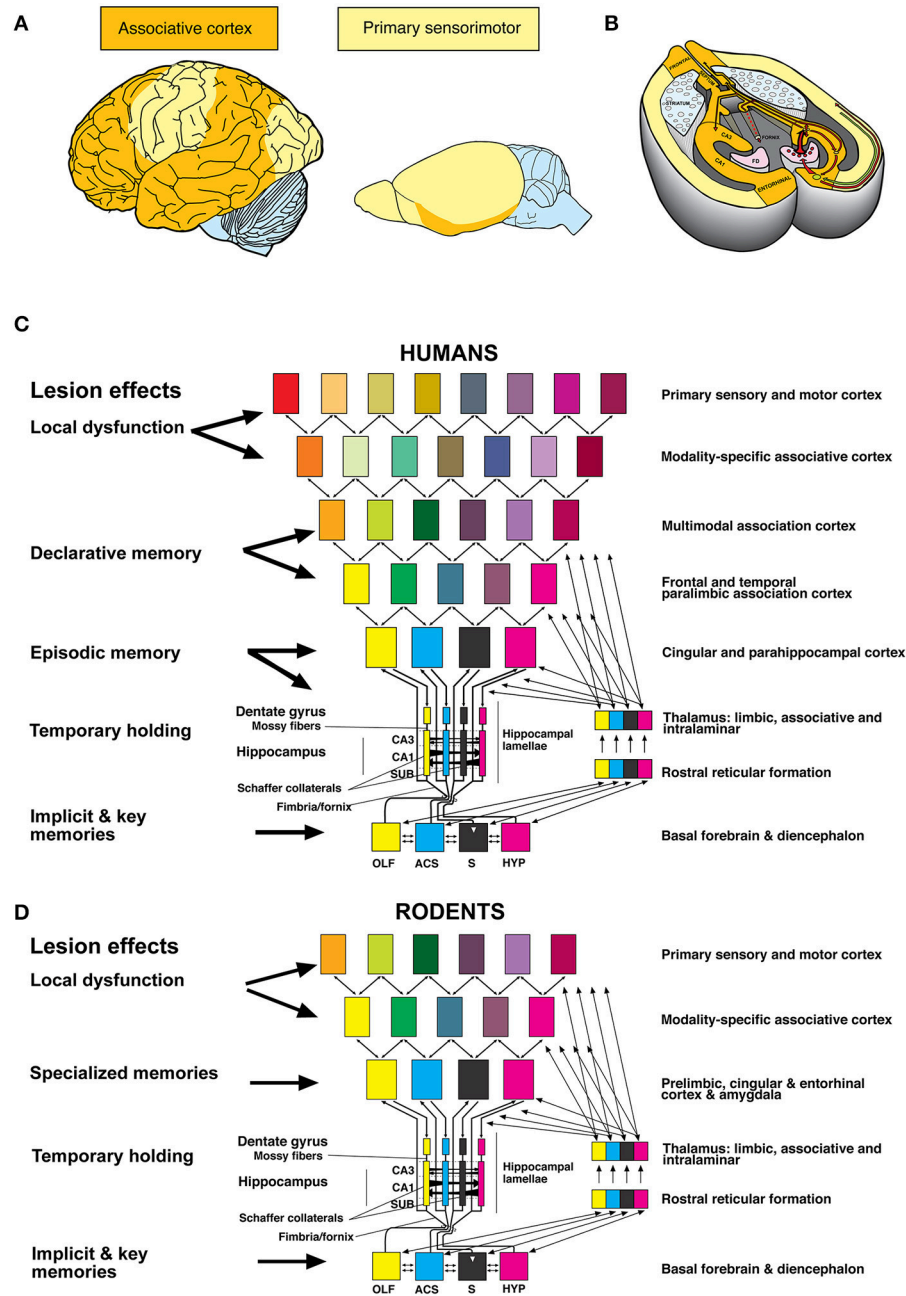 A
Associative cortex
Primary sensorimotor
B
FRONTAL
STRIATUM
CA3
CA1
FORNIX
FD
ENTORHINAL
C
HUMANS
Lesion effects
Local dysfunction
Declarative memory
Episodic memory
Temporary holding
Implicit & key
memories
Primary sensory and motor cortex
Modality-specific associative cortex
Multimodal association cortex
Frontal and temporal
paralimbic association cortex
Cingular and parahippocampal cortex
Thalamus: limbic, associative and
intralaminar
Rostral reticular formation
Basal forebrain & diencephalon
Dentate gyrus
Mossy fibers
Hippocampus
CA3
CA1
SUB
Schaffer collaterals
Fimbria/fornix
Hippocampal
lamellae
OLF
ACS
S
HYP
D
RODENTS
Lesion effects
Local dysfunction
Specialized memories
Temporary holding
Implicit & key
memories
Primary sensory and motor cortex
Modality-specific associative cortex
Prelimbic, cingular & entorhinal
cortex & amygdala
Thalamus: limbic, associative and
intralaminar
Rostral reticular formation
Basal forebrain & diencephalon
Dentate gyrus
Mossy fibers
Hippocampus
CA3
CA1
SUB
Schaffer collaterals
Fimbria/fornix
Hippocampal
lamellae
OLF
ACS
S
HYP